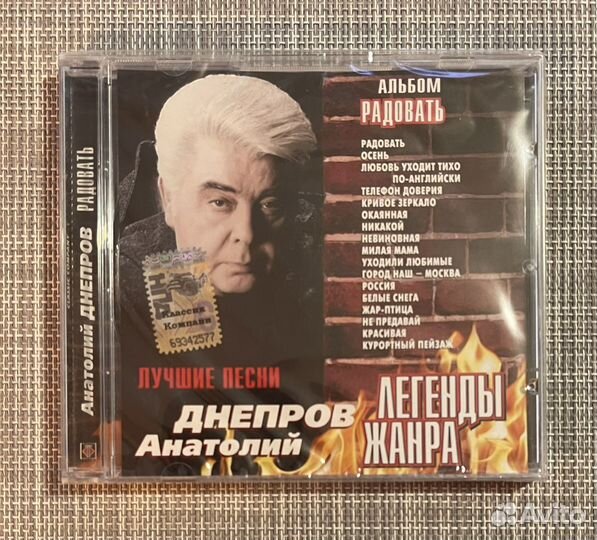 Анатолий ДНЕПРОВ РАДОВАТЬ
АЛЬБОМ
РАДОВАТЬ
РАДОВАТЬ
ОСЕНЬ
ЛЮБОВЬ УХОДИТ ТИХО
ПО-АНГЛИЙСКИ
ТЕЛЕФОН ДОВЕРИЯ
КРИВОЕ ЗЕРКАЛО
ОКАЯННАЯ
НИКАКОЙ
НЕВИНОВНАЯ
МИЛАЯ МАМА
УХОДИЛИ ЛЮБИМЫЕ
ГОРОД НАШ – МОСКВА
РОССИЯ
БЕЛЫЕ СНЕГА
ЖАР-ПТИЦА
НЕ ПРЕДАВАЙ
КРАСИВАЯ
КУРОРТНЫЙ ПЕЙЗАЖ
Классик
Компани
69342577
ЛУЧШИЕ ПЕСНИ
ДНЕПРОВ
Анатолий
ЛЕГЕНДЫ
ЖАНРА
Avito